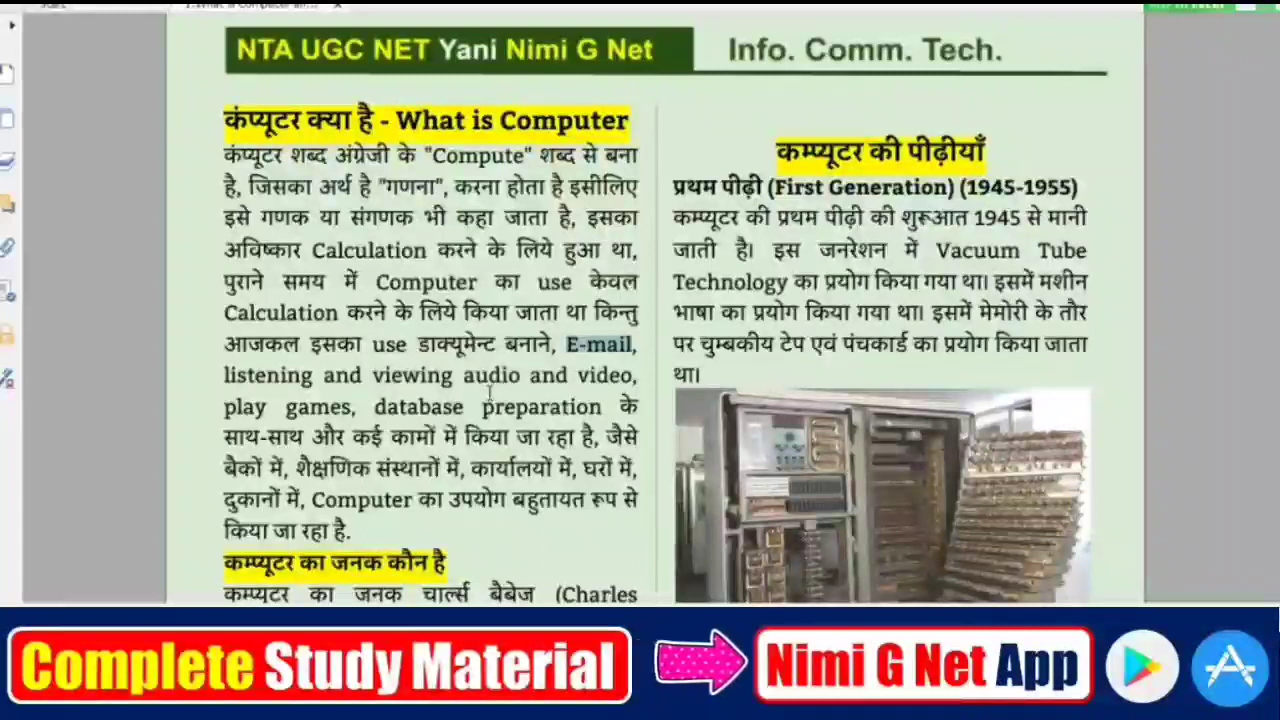 NTA UGC NET Yani Nimi G Net
Info. Comm. Tech.
कंप्यूटर क्या है - What is Computer
कंप्यूटर शब्द अंग्रेजी के "Compute" शब्द से बना
है, जिसका अर्थ है "गणना", करना होता है इसीलिए
इसे गणक या संगणक भी कहा जाता है, इसका
अविष्कार Calculation करने के लिये हुआ था,
पुराने समय में Computer का use केवल
Calculation करने के लिये किया जाता था किन्तु
आजकल इसका use डाक्यूमेन्ट बनाने, E-mail,
listening and viewing audio and video,
play games, database preparation के
साथ-साथ और कई कामों में किया जा रहा है, जैसे
बैकों में, शैक्षणिक संस्थानों में, कार्यालयों में, घरों में,
दुकानों में, Computer का उपयोग बहुतायत रूप से
किया जा रहा है.
कम्प्यूटर का जनक कौन है
कम्प्यूटर का जनक चार्ल्स बैबेज (Charles
कम्प्यूटर की पीढ़ीयाँ
प्रथम पीढ़ी (First Generation) (1945-1955)
कम्प्यूटर की प्रथम पीढ़ी की शुरूआत 1945 से मानी
जाती है। इस जनरेशन में Vacuum Tube
Technology का प्रयोग किया गया था। इसमें मशीन
भाषा का प्रयोग किया गया था। इसमें मेमोरी के तौर
पर चुम्बकीय टेप एवं पंचकार्ड का प्रयोग किया जाता
था।
Complete Study Material
Nimi G Net App